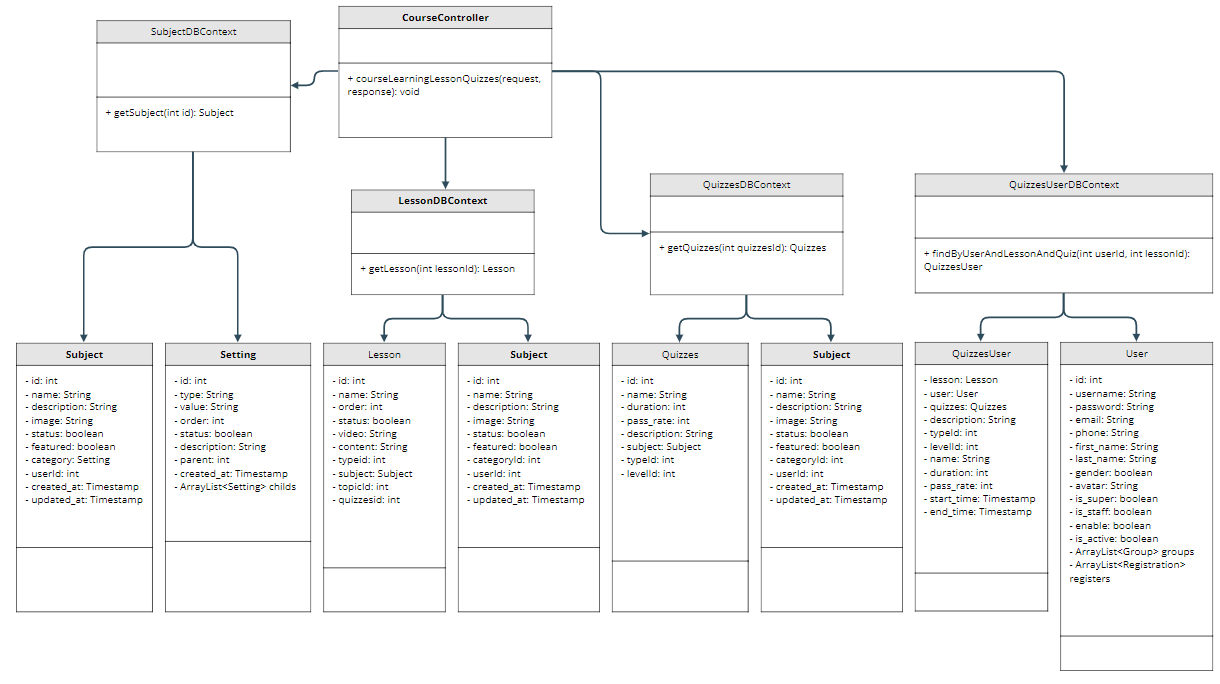 SubjectDBContext
+ getSubject(int id): Subject
CourseController
+ courseLearningLessonQuizzes(request,
response): void
LessonDBContext
+ getLesson(int lessonId): Lesson
QuizzesDBContext
+ getQuizzes(int quizzesId): Quizzes
QuizzesUserDBContext
+ findByUserAndLessonAndQuiz(int userId, int lessonId):
QuizzesUser
Subject
- id: int
- name: String
- description: String
- image: String
- status: boolean
- featured: boolean
- category: Setting
- userId: int
- created_at: Timestamp
- updated_at: Timestamp
Setting
- id: int
- type: String
- value: String
- order: int
- status: boolean
- description: String
- parent: int
- created_at: Timestamp
- ArrayList<Setting> childs
Lesson
- id: int
- name: String
- order: int
- status: boolean
- video: String
- content: String
- typeid: int
- subject: Subject
- topicId: int
- quizzesid: int
Subject
- id: int
- name: String
- description: String
- image: String
- status: boolean
- featured: boolean
- categoryId: int
- userId: int
- created_at: Timestamp
- updated_at: Timestamp
Quizzes
- id: int
- name: String
- duration: int
- pass_rate: int
- description: String
- subject: Subject
- typeId: int
- levelId: int
Subject
- id: int
- name: String
- description: String
- image: String
- status: boolean
- featured: boolean
- categoryId: int
- userId: int
- created_at: Timestamp
- updated_at: Timestamp
QuizzesUser
- lesson: Lesson
- user: User
- quizzes: Quizzes
- description: String
- typeId: int
- levelId: int
- name: String
- duration: int
- pass_rate: int
- start_time: Timestamp
- end_time: Timestamp
User
- id: int
- username: String
- password: String
- email: String
- phone: String
- first_name: String
- last_name: String
- gender: boolean
- avatar: String
- is_super: boolean
- is_staff: boolean
- enable: boolean
- is_active: boolean
- ArrayList<Group> groups
- ArrayList<Registration>
registers